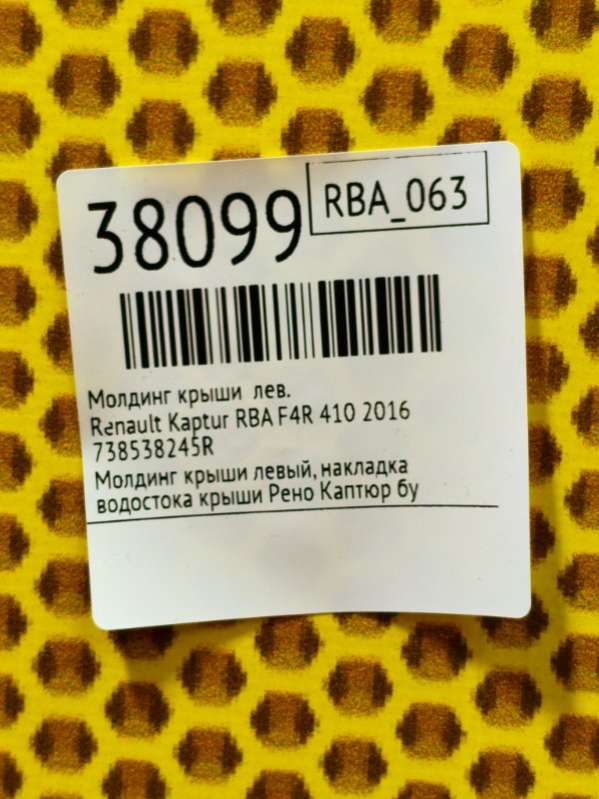 38099
RBA_063
Молдинг крыши лев.
Renault Kaptur RBA F4R 410 2016
738538245R
Молдинг крыши левый, накладка
водостока крыши Рено Каптюр бу